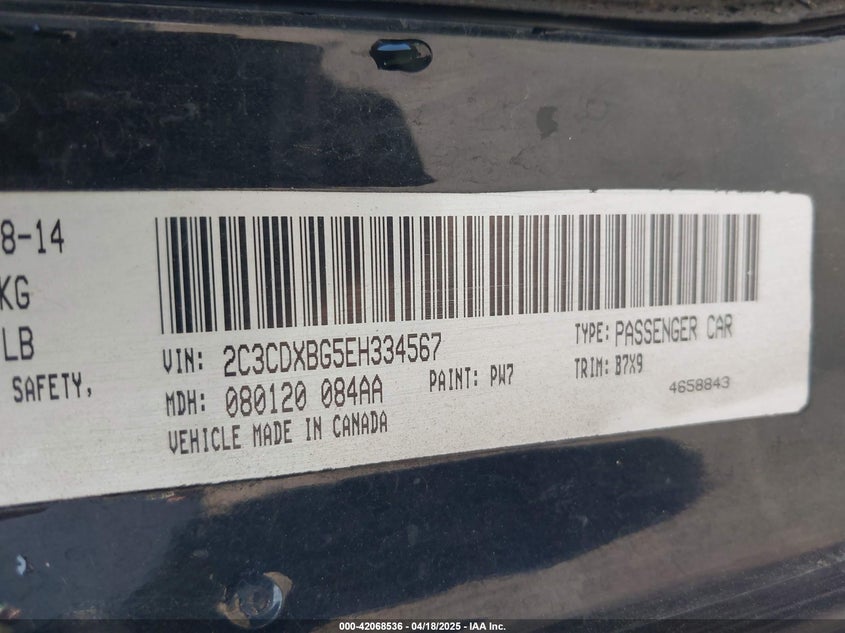 8-14
KG
LB
SAFETY,
VIN: 2C3CDXBG5EH334567
TYPE: PASSENGER CAR
MDH: 080120 084AA
PAINT: PW7
TRIM: B7X9
VEHICLE MADE IN CANADA
4658843
000-42068536 - 04/18/2025 - IAA Inc.